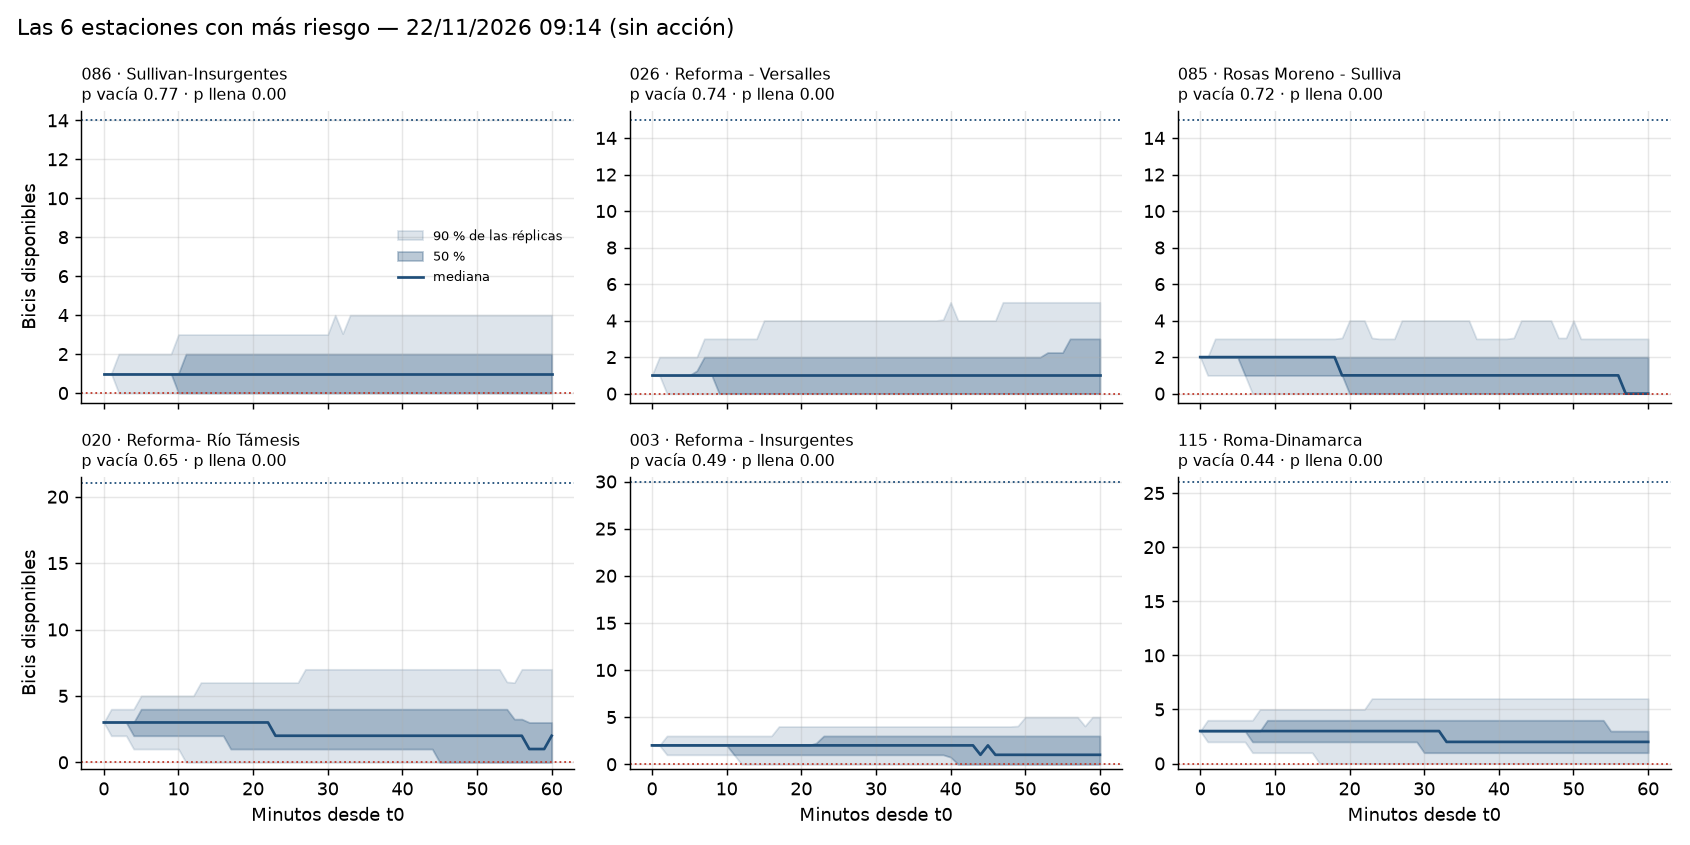 Las 6 estaciones con más riesgo — 22/11/2026 09:14 (sin acción)
086 · Sullivan-Insurgentes
p vacía 0.77 · p llena 0.00
026 · Reforma - Versalles
p vacía 0.74 · p llena 0.00
085 · Rosas Moreno - Sulliva
p vacía 0.72 · p llena 0.00
Bicis disponibles
14
12
10
8
6
4
2
0
90 % de las réplicas
50 %
mediana
14
12
10
8
6
4
2
0
14
12
10
8
6
4
2
0
020 · Reforma- Río Támesis
p vacía 0.65 · p llena 0.00
003 · Reforma - Insurgentes
p vacía 0.49 · p llena 0.00
115 · Roma-Dinamarca
p vacía 0.44 · p llena 0.00
Bicis disponibles
20
15
10
5
0
0 10 20 30 40 50 60
Minutos desde t0
30
25
20
15
10
5
0
0 10 20 30 40 50 60
Minutos desde t0
25
20
15
10
5
0
0 10 20 30 40 50 60
Minutos desde t0